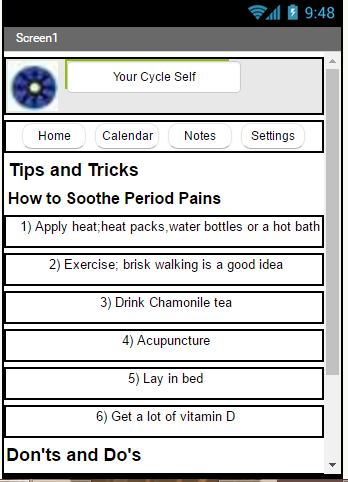 9:48
Screen1
Your Cycle Self
Home Calendar Notes Settings
Tips and Tricks
How to Soothe Period Pains
1) Apply heat;heat packs,water bottles or a hot bath
2) Exercise; brisk walking is a good idea
3) Drink Chamonile tea
4) Acupuncture
5) Lay in bed
6) Get a lot of vitamin D
Don'ts and Do's